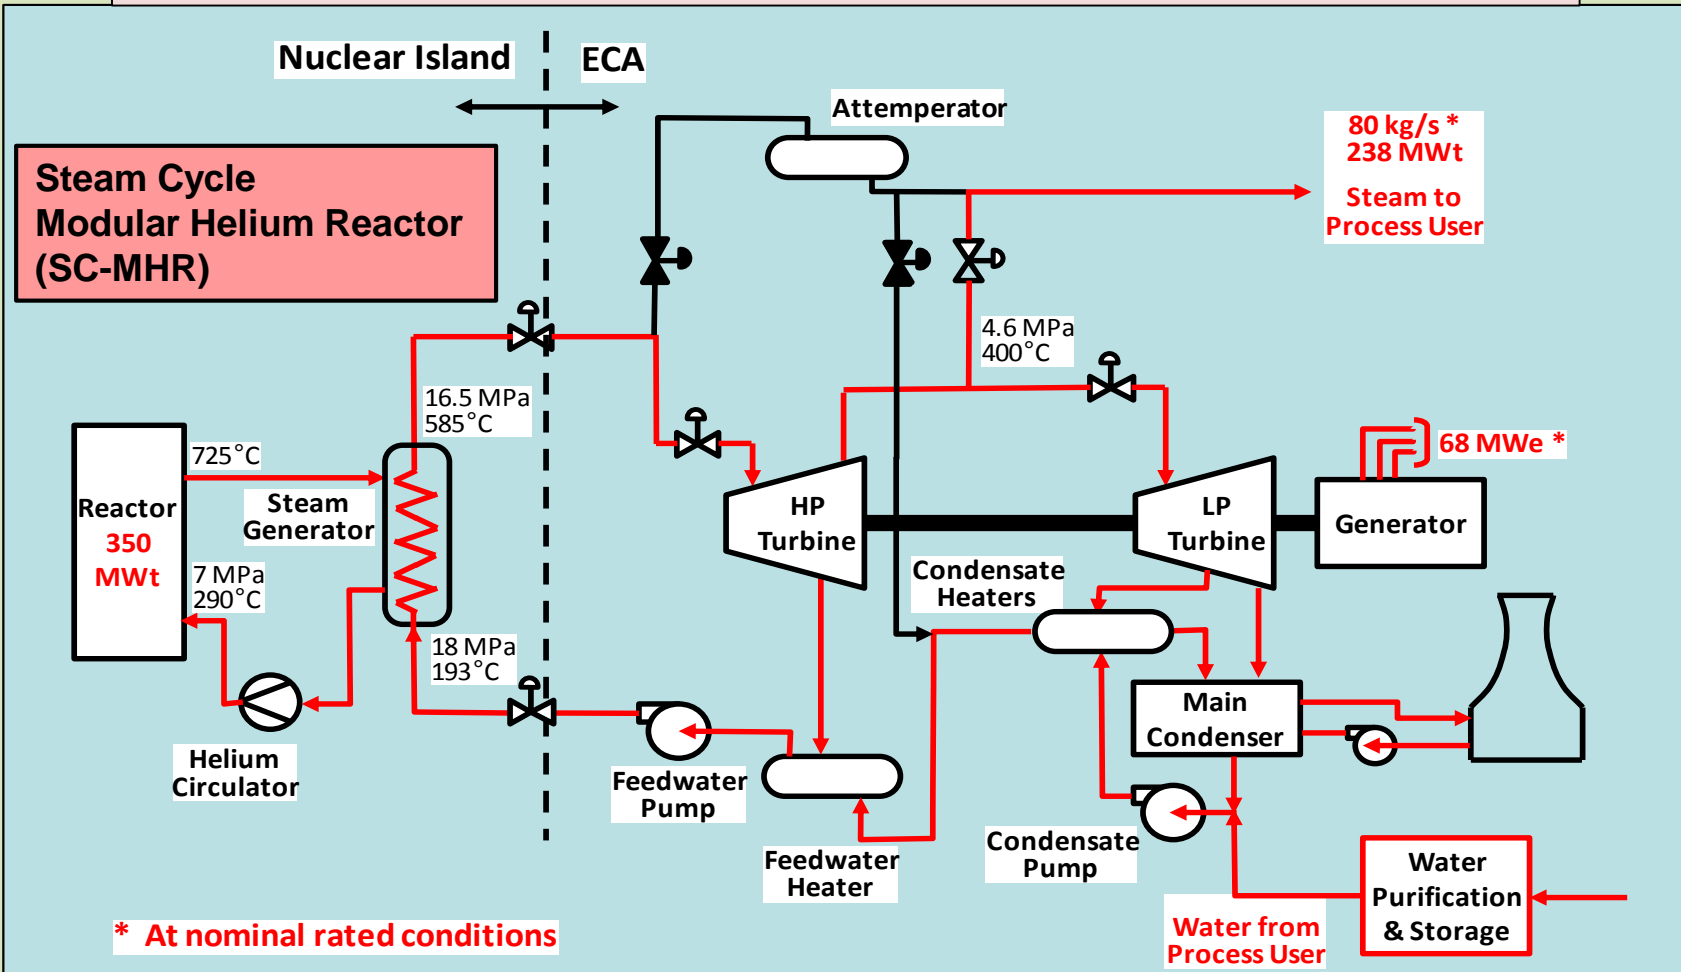 Nuclear Island
ECA
Steam Cycle
Modular Helium Reactor
(SC-MHR)
Attemperator
80 kg/s *
238 MWt
Steam to
Process User
4.6 MPa
400°C
16.5 MPa
585°C
725°C
Steam
Generator
Reactor
350
MWt
7 MPa
290°C
18 MPa
193°C
Helium
Circulator
HP
Turbine
LP
Turbine
68 MWe *
Generator
Condensate
Heaters
Main
Condenser
Feedwater
Pump
Feedwater
Heater
Condensate
Pump
Water
Purification
& Storage
Water from
Process User
* At nominal rated conditions